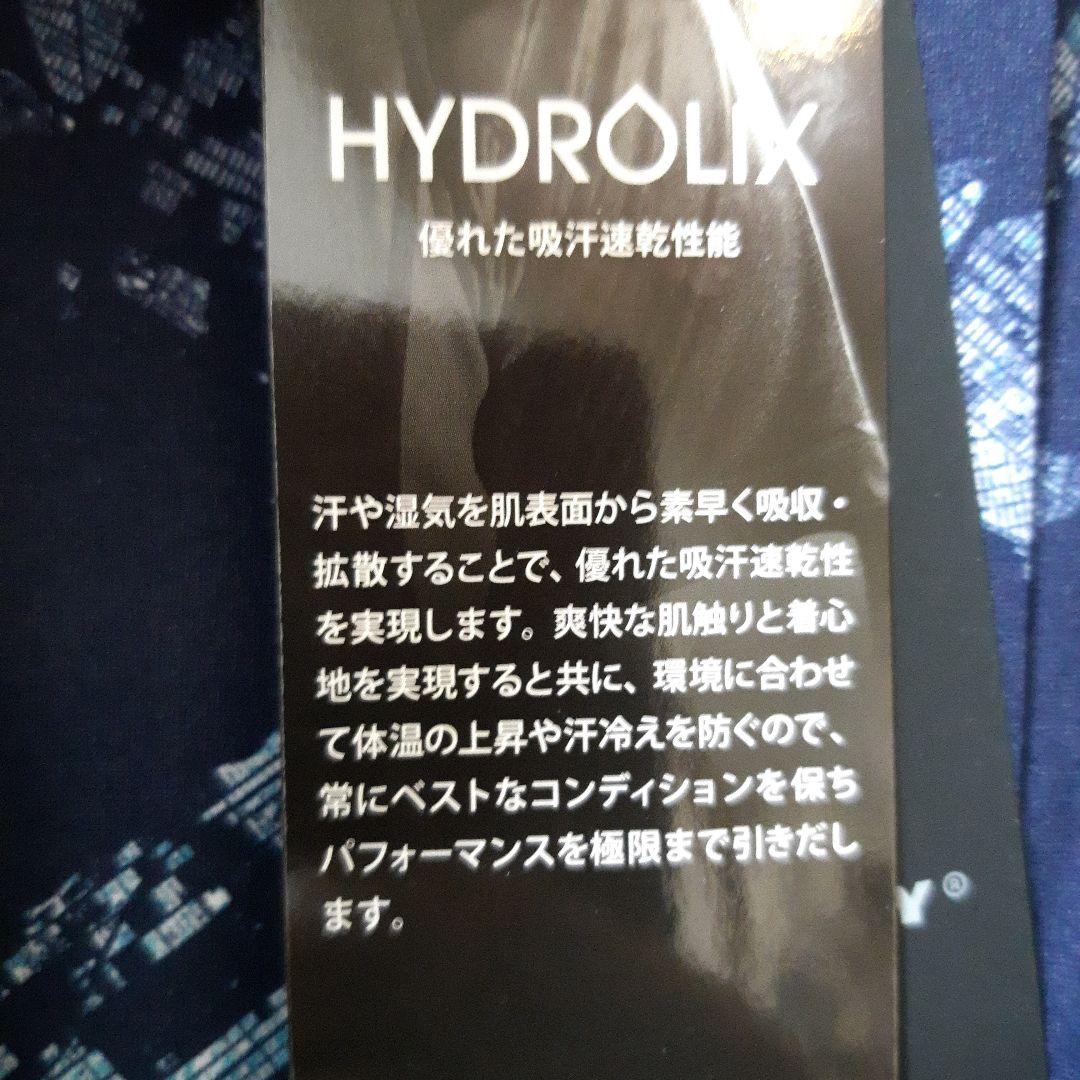 HYDROLIX
優れた吸汗速乾性能
汗や湿気を肌表面から素早く吸収・
拡散することで、優れた吸汗速乾性
を実現します。爽快な肌触りと着心
地を実現すると共に、環境に合わせ
て体温の上昇や汗冷えを防ぐので、
常にベストなコンディションを保ち
パフォーマンスを極限まで引きだし
ます。
Y®